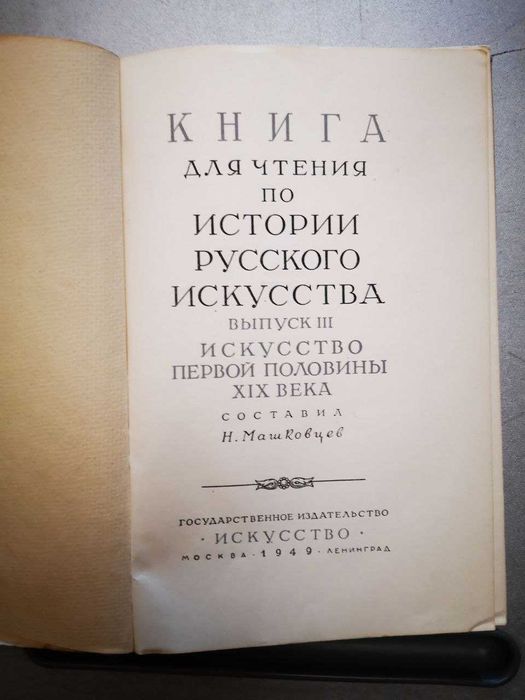 КНИГА
ДЛЯ ЧТЕНИЯ
ПО
ИСТОРИИ
РУССКОГО
ИСКУССТВА
ВЫПУСК III
ИСКУССТВО
ПЕРВОЙ ПОЛОВИНЫ
XIX ВЕКА
СОСТАВИЛ
Н. Машковцев
ГОСУДАРСТВЕННОЕ ИЗДАТЕЛЬСТВО
· ИСКУССТВО ·
МОСКВА · 1949 · ЛЕНИНГРАД